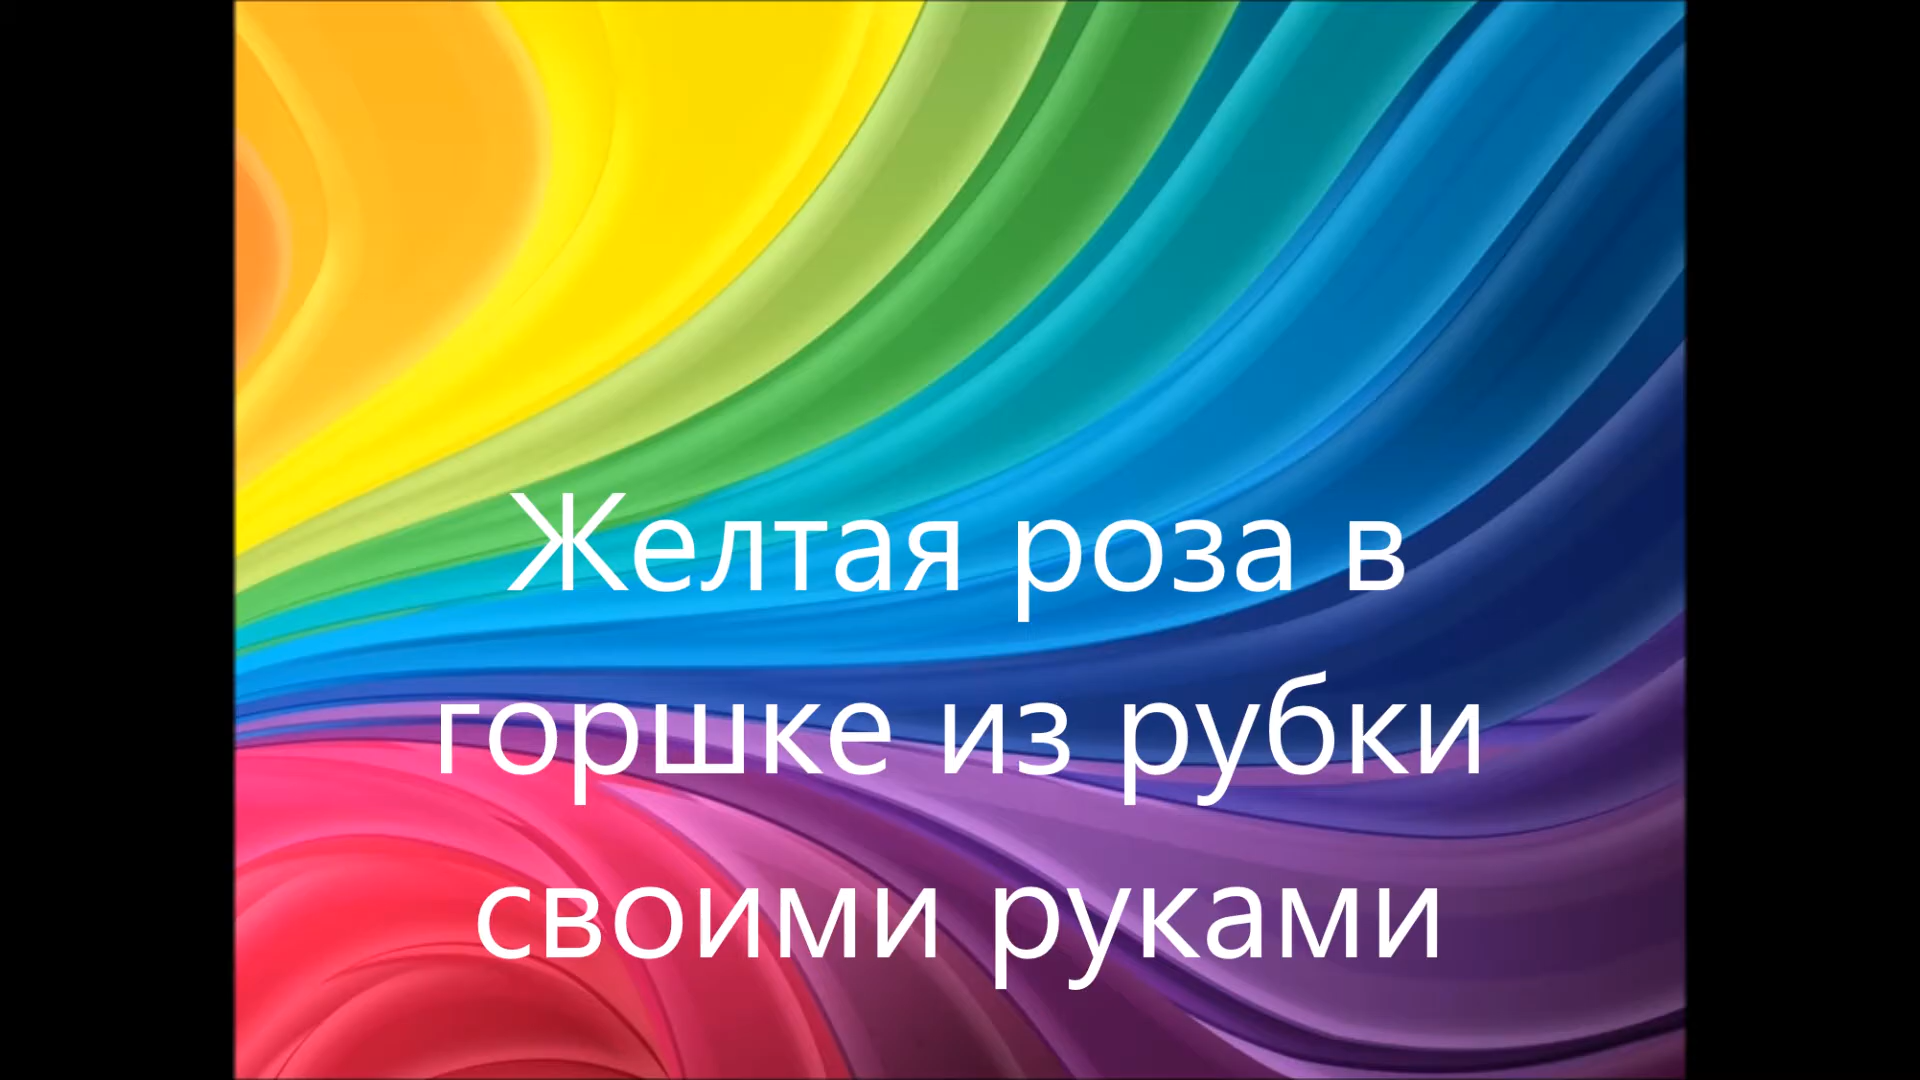 Желтая роза в
горшке из рубки
своими руками